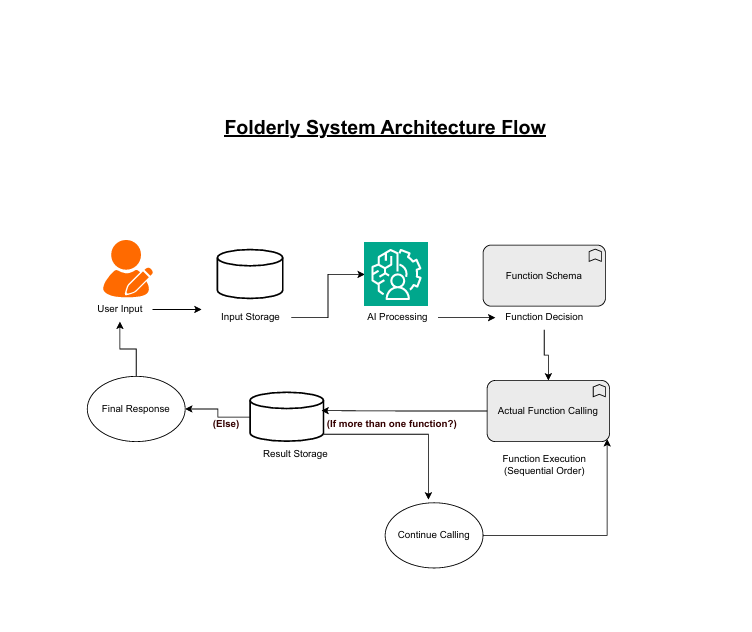 Folderly System Architecture Flow
Function Schema
User Input
Input Storage
AI Processing
Function Decision
Final Response
(Else)
(If more than one function?)
Actual Function Calling
Result Storage
Function Execution
(Sequential Order)
Continue Calling